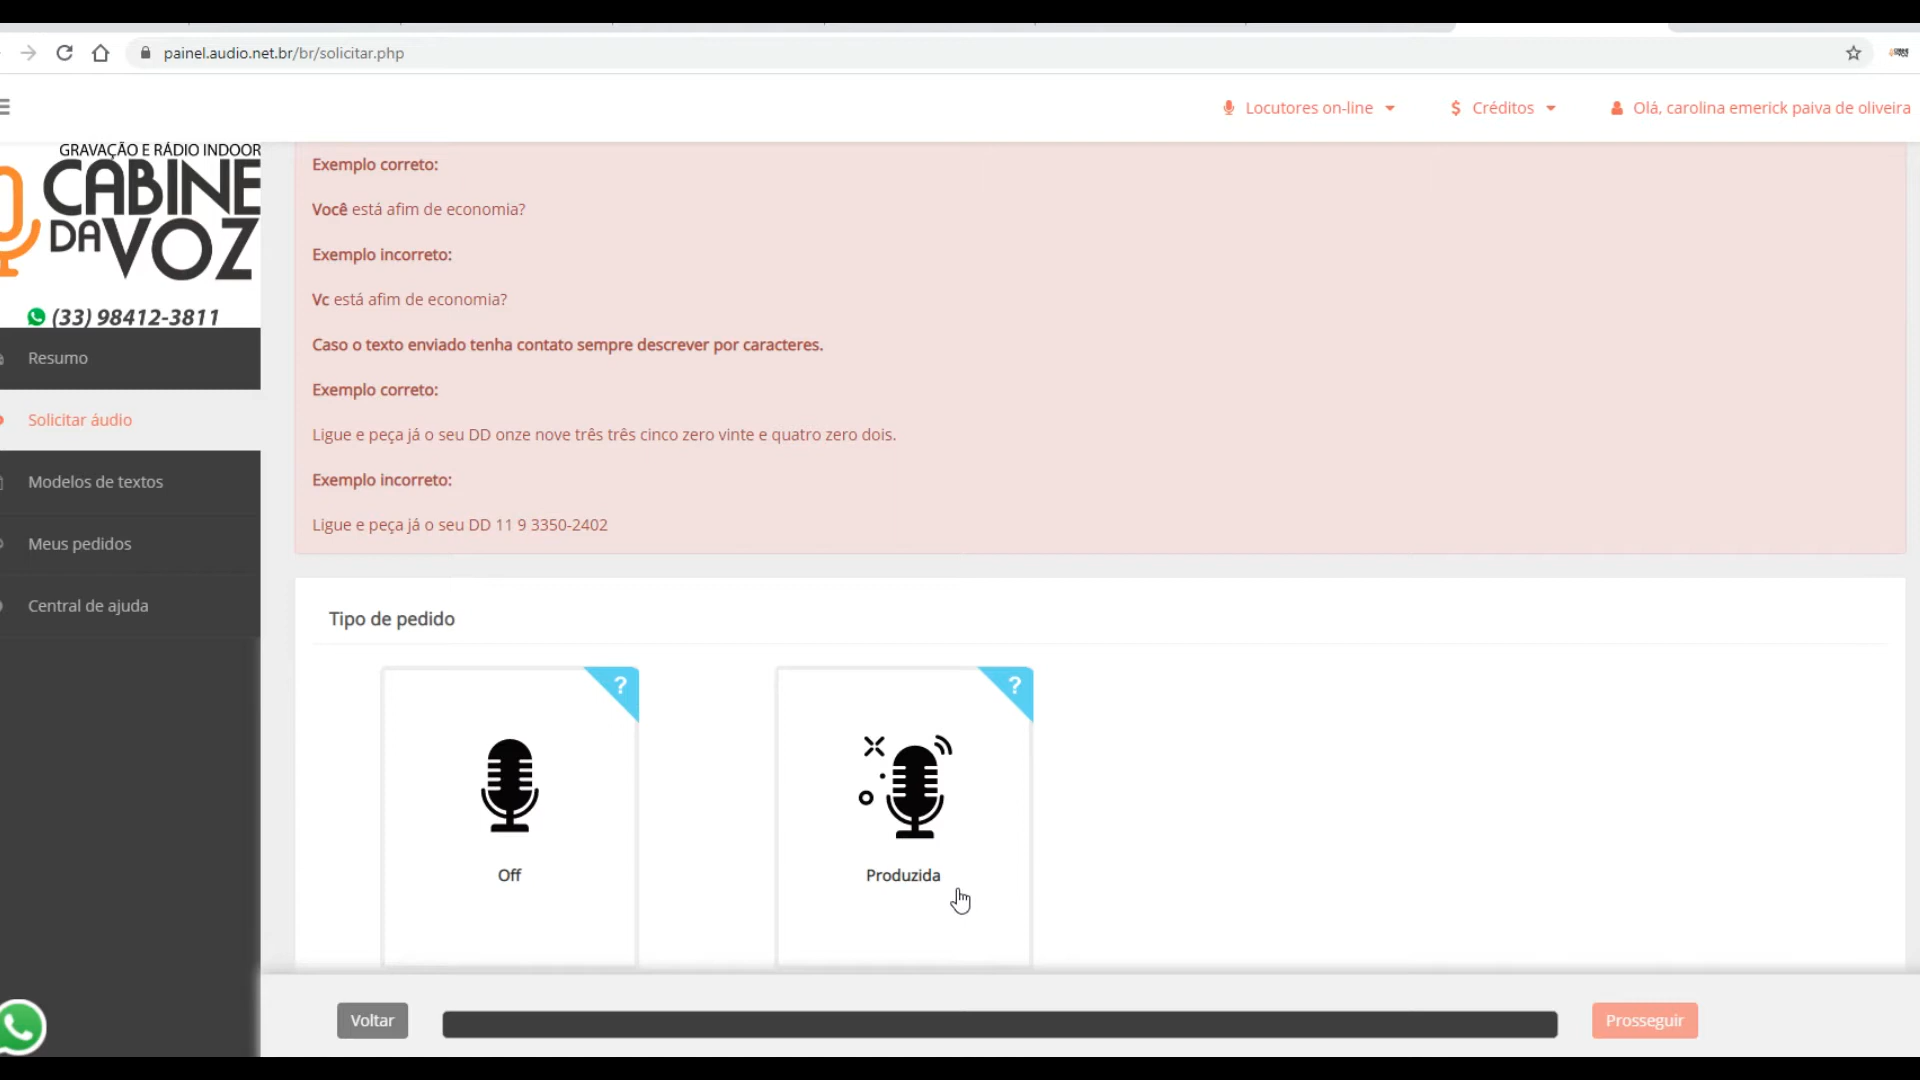 painel.audio.net.br/br/solicitar.php
Locutores on-line
$ Créditos
Olá, carolina emerick paiva de oliveira
GRAVAÇÃO E RÁDIO INDOOR
CABINE
DA VOZ
(33) 98412-3811
Resumo
Solicitar áudio
Modelos de textos
Meus pedidos
Central de ajuda
Exemplo correto:
Você está afim de economia?
Exemplo incorreto:
Vc está afim de economia?
Caso o texto enviado tenha contato sempre descrever por caracteres.
Exemplo correto:
Ligue e peça já o seu DD onze nove três três cinco zero vinte e quatro zero dois.
Exemplo incorreto:
Ligue e peça já o seu DD 11 9 3350-2402
Tipo de pedido
?
?
Off
Produzida
Voltar
Prosseguir